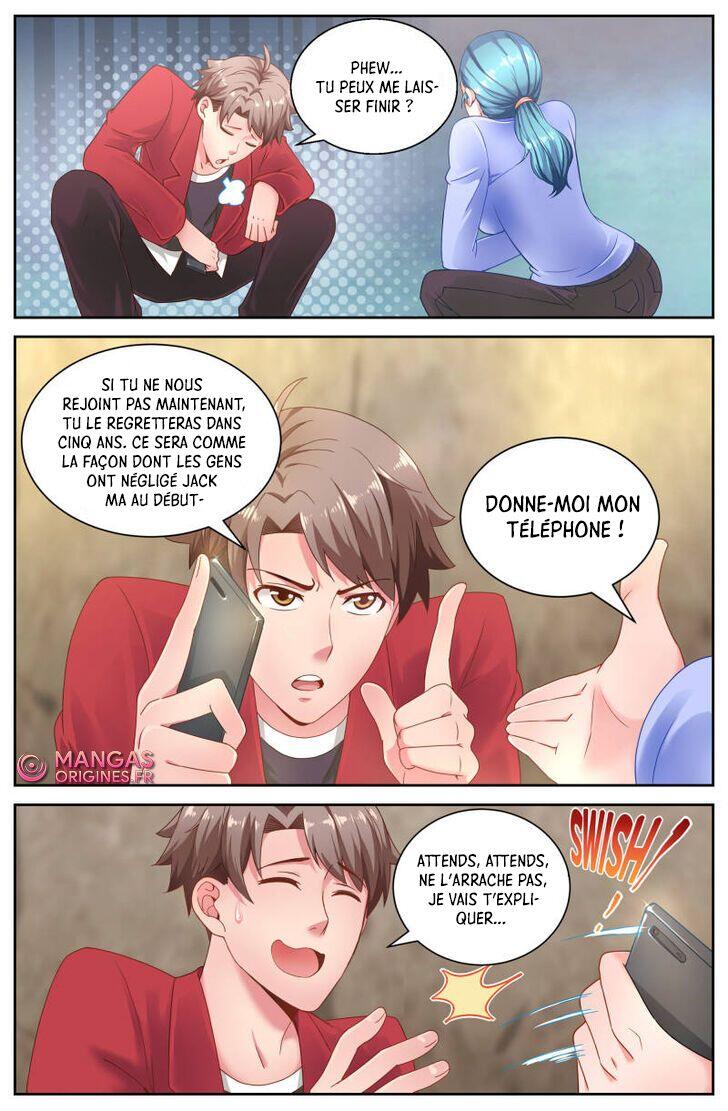 PHEW...
TU PEUX ME LAIS-
SER FINIR ?
SI TU NE NOUS
REJOINT PAS MAINTENANT,
TU LE REGRETTERAS DANS
CINQ ANS. CE SERA COMME
LA FAÇON DONT LES GENS
ONT NÉGLIGÉ JACK
MA AU DÉBUT-
DONNE-MOI MON
TÉLÉPHONE !
MANGAS
ORIGINES.FR
SWISH!
ATTENDS, ATTENDS,
NE L'ARRACHE PAS,
JE VAIS T'EXPLI-
QUER...